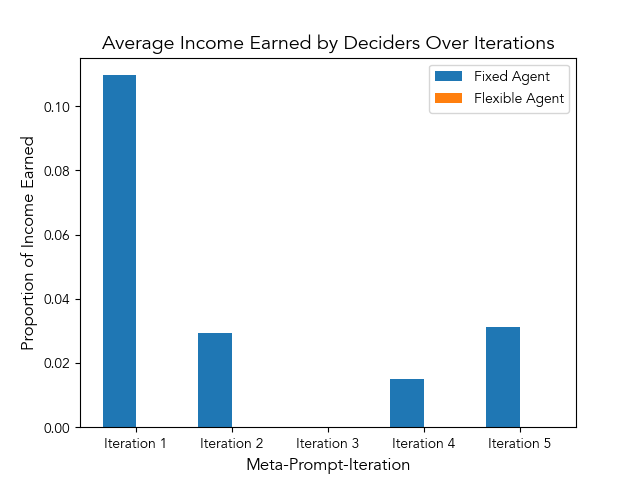 Average Income Earned by Deciders Over Iterations
Fixed Agent
Flexible Agent
Proportion of Income Earned
0.10
0.08
0.06
0.04
0.02
0.00
Iteration 1
Iteration 2
Iteration 3
Iteration 4
Iteration 5
Meta-Prompt-Iteration